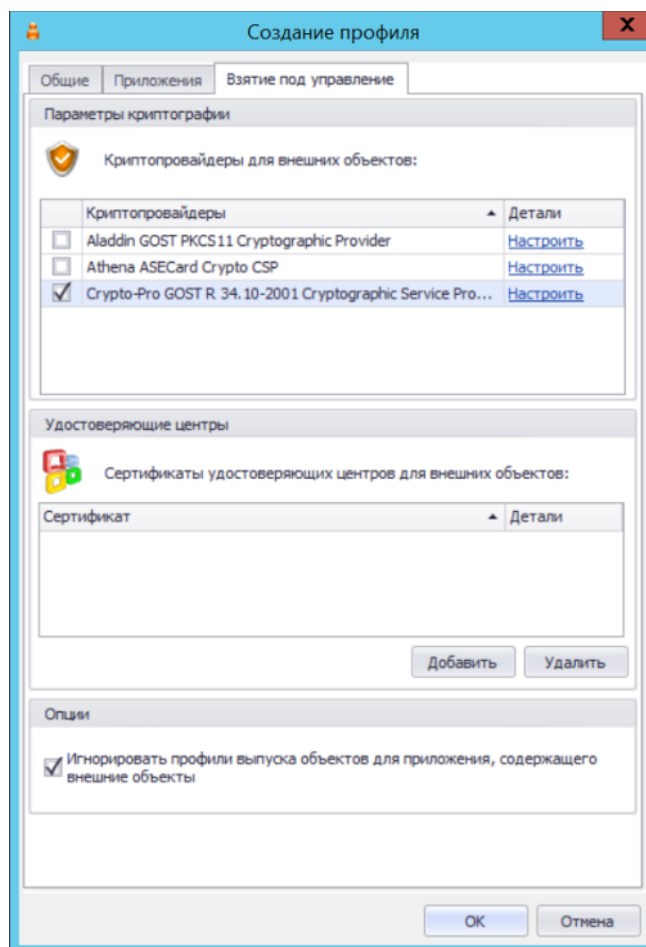 Создание профиля
X
Общие Приложения Взятие под управление
Параметры криптографии
Криптопровайдеры для внешних объектов:
Криптопровайдеры Детали
Aladdin GOST PKCS11 Cryptographic Provider Настроить
Athena ASECard Crypto CSP Настроить
Crypto-Pro GOST R 34.10-2001 Cryptographic Service Pro... Настроить
Удостоверяющие центры
Сертификаты удостоверяющих центров для внешних объектов:
Сертификат Детали
Добавить Удалить
Опции
Игнорировать профили выпуска объектов для приложения, содержащего
внешние объекты
ОК Отмена